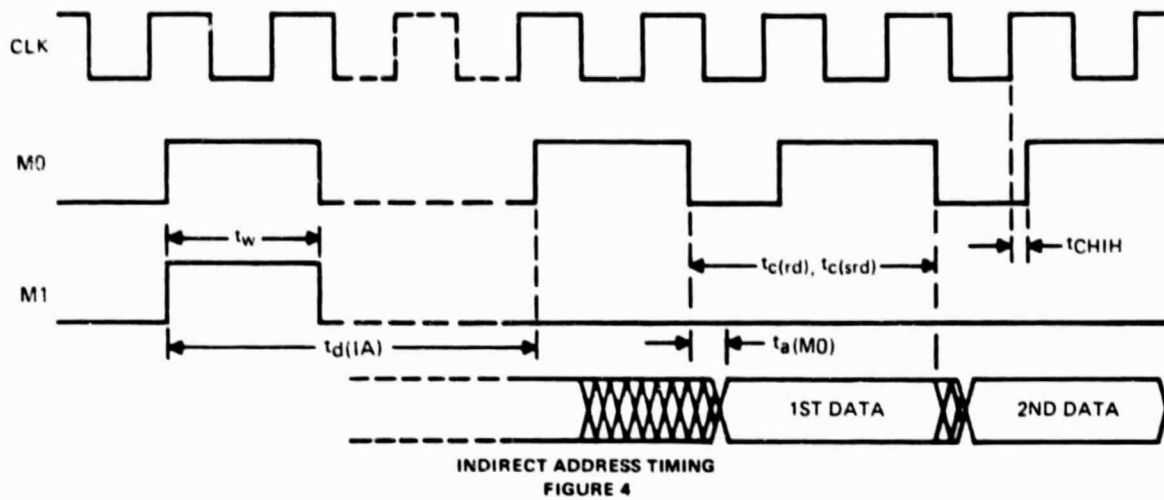 CLK
M0
tw
tCHIH
tc(rd), tc(srd)
M1
td(IA)
ta(M0)
1ST DATA
2ND DATA
INDIRECT ADDRESS TIMING
FIGURE 4